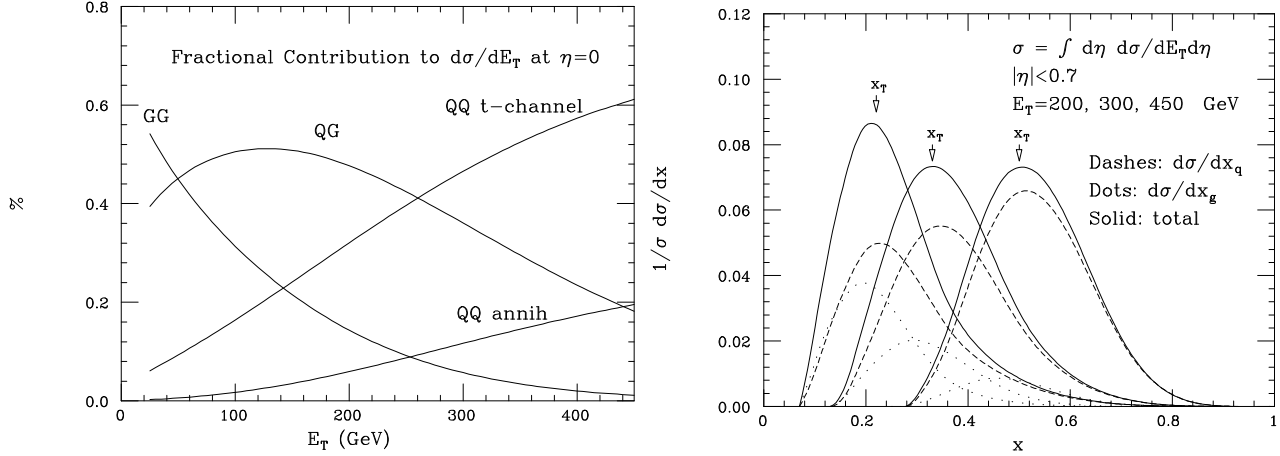 Fractional Contribution to dσ/dE_T at η=0
GG
QG
QQ t−channel
QQ annih
%
0.8
0.6
0.4
0.2
0.0
0
100
200
300
400
E_T (GeV)
1/σ dσ/dx
0.12
0.10
0.08
0.06
0.04
0.02
0.00
σ = ∫ dη dσ/dE_Tdη
|η|<0.7
E_T=200, 300, 450 GeV
x_T
x_T
x_T
Dashes: dσ/dx_q
Dots: dσ/dx_g
Solid: total
0
0.2
0.4
0.6
0.8
1
x